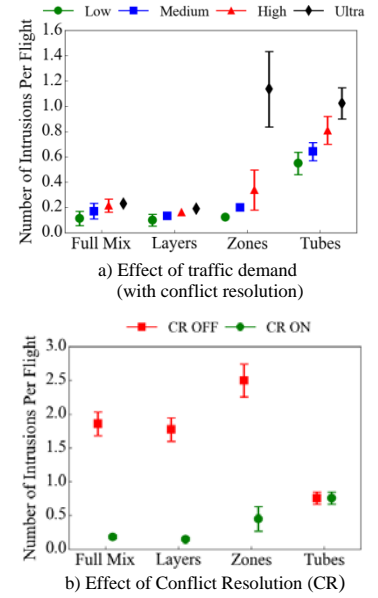 Low Medium High Ultra
Number of Intrusions Per Flight
1.6
1.4
1.2
1.0
0.8
0.6
0.4
0.2
0.0
Full Mix Layers Zones Tubes
a) Effect of traffic demand
(with conflict resolution)
CR OFF CR ON
Number of Intrusions Per Flight
3.0
2.5
2.0
1.5
1.0
0.5
0.0
Full Mix Layers Zones Tubes
b) Effect of Conflict Resolution (CR)